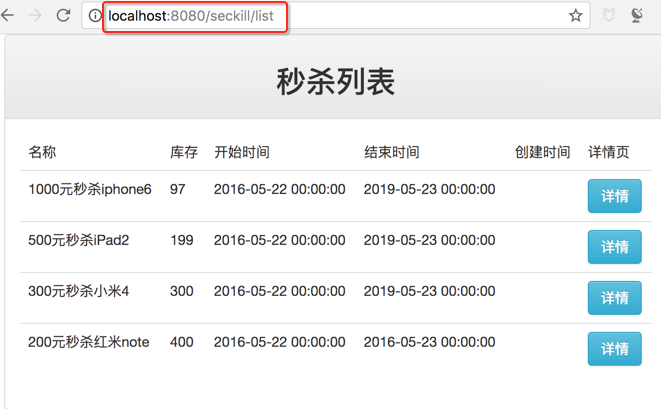 localhost:8080/seckill/list
秒杀列表
名称 库存 开始时间 结束时间 创建时间 详情页
1000元秒杀iphone6 97 2016-05-22 00:00:00 2019-05-23 00:00:00 详情
500元秒杀iPad2 199 2016-05-22 00:00:00 2019-05-23 00:00:00 详情
300元秒杀小米4 300 2016-05-22 00:00:00 2019-05-23 00:00:00 详情
200元秒杀红米note 400 2016-05-22 00:00:00 2016-05-23 00:00:00 详情